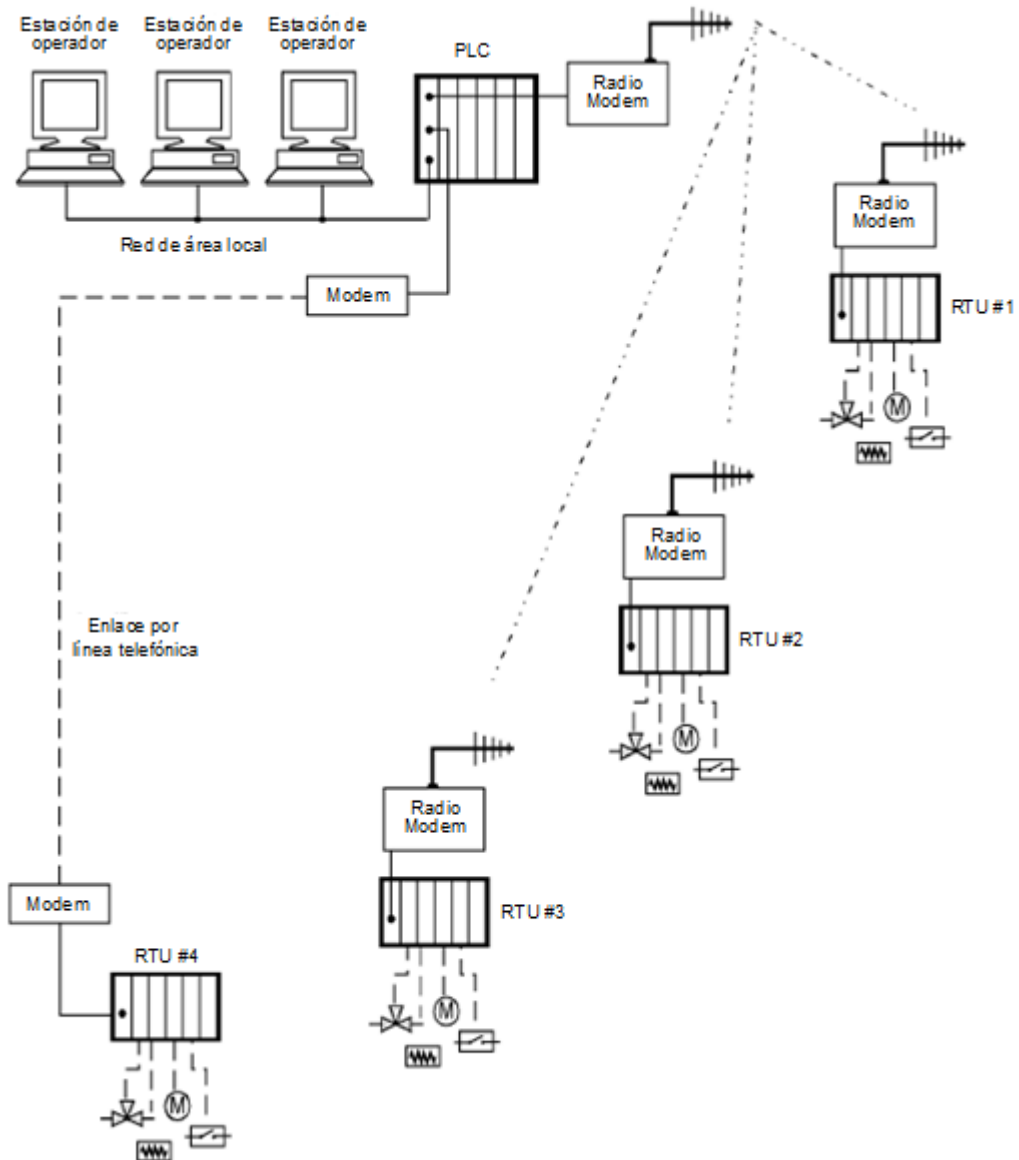 Estación de
operador
Estación de
operador
Estación de
operador
PLC
Radio
Modem
Radio
Modem
Red de área local
Modem
RTU #1
M
Radio
Modem
Enlace por
línea telefónica
RTU #2
M
Radio
Modem
Modem
RTU #3
RTU #4
M
M